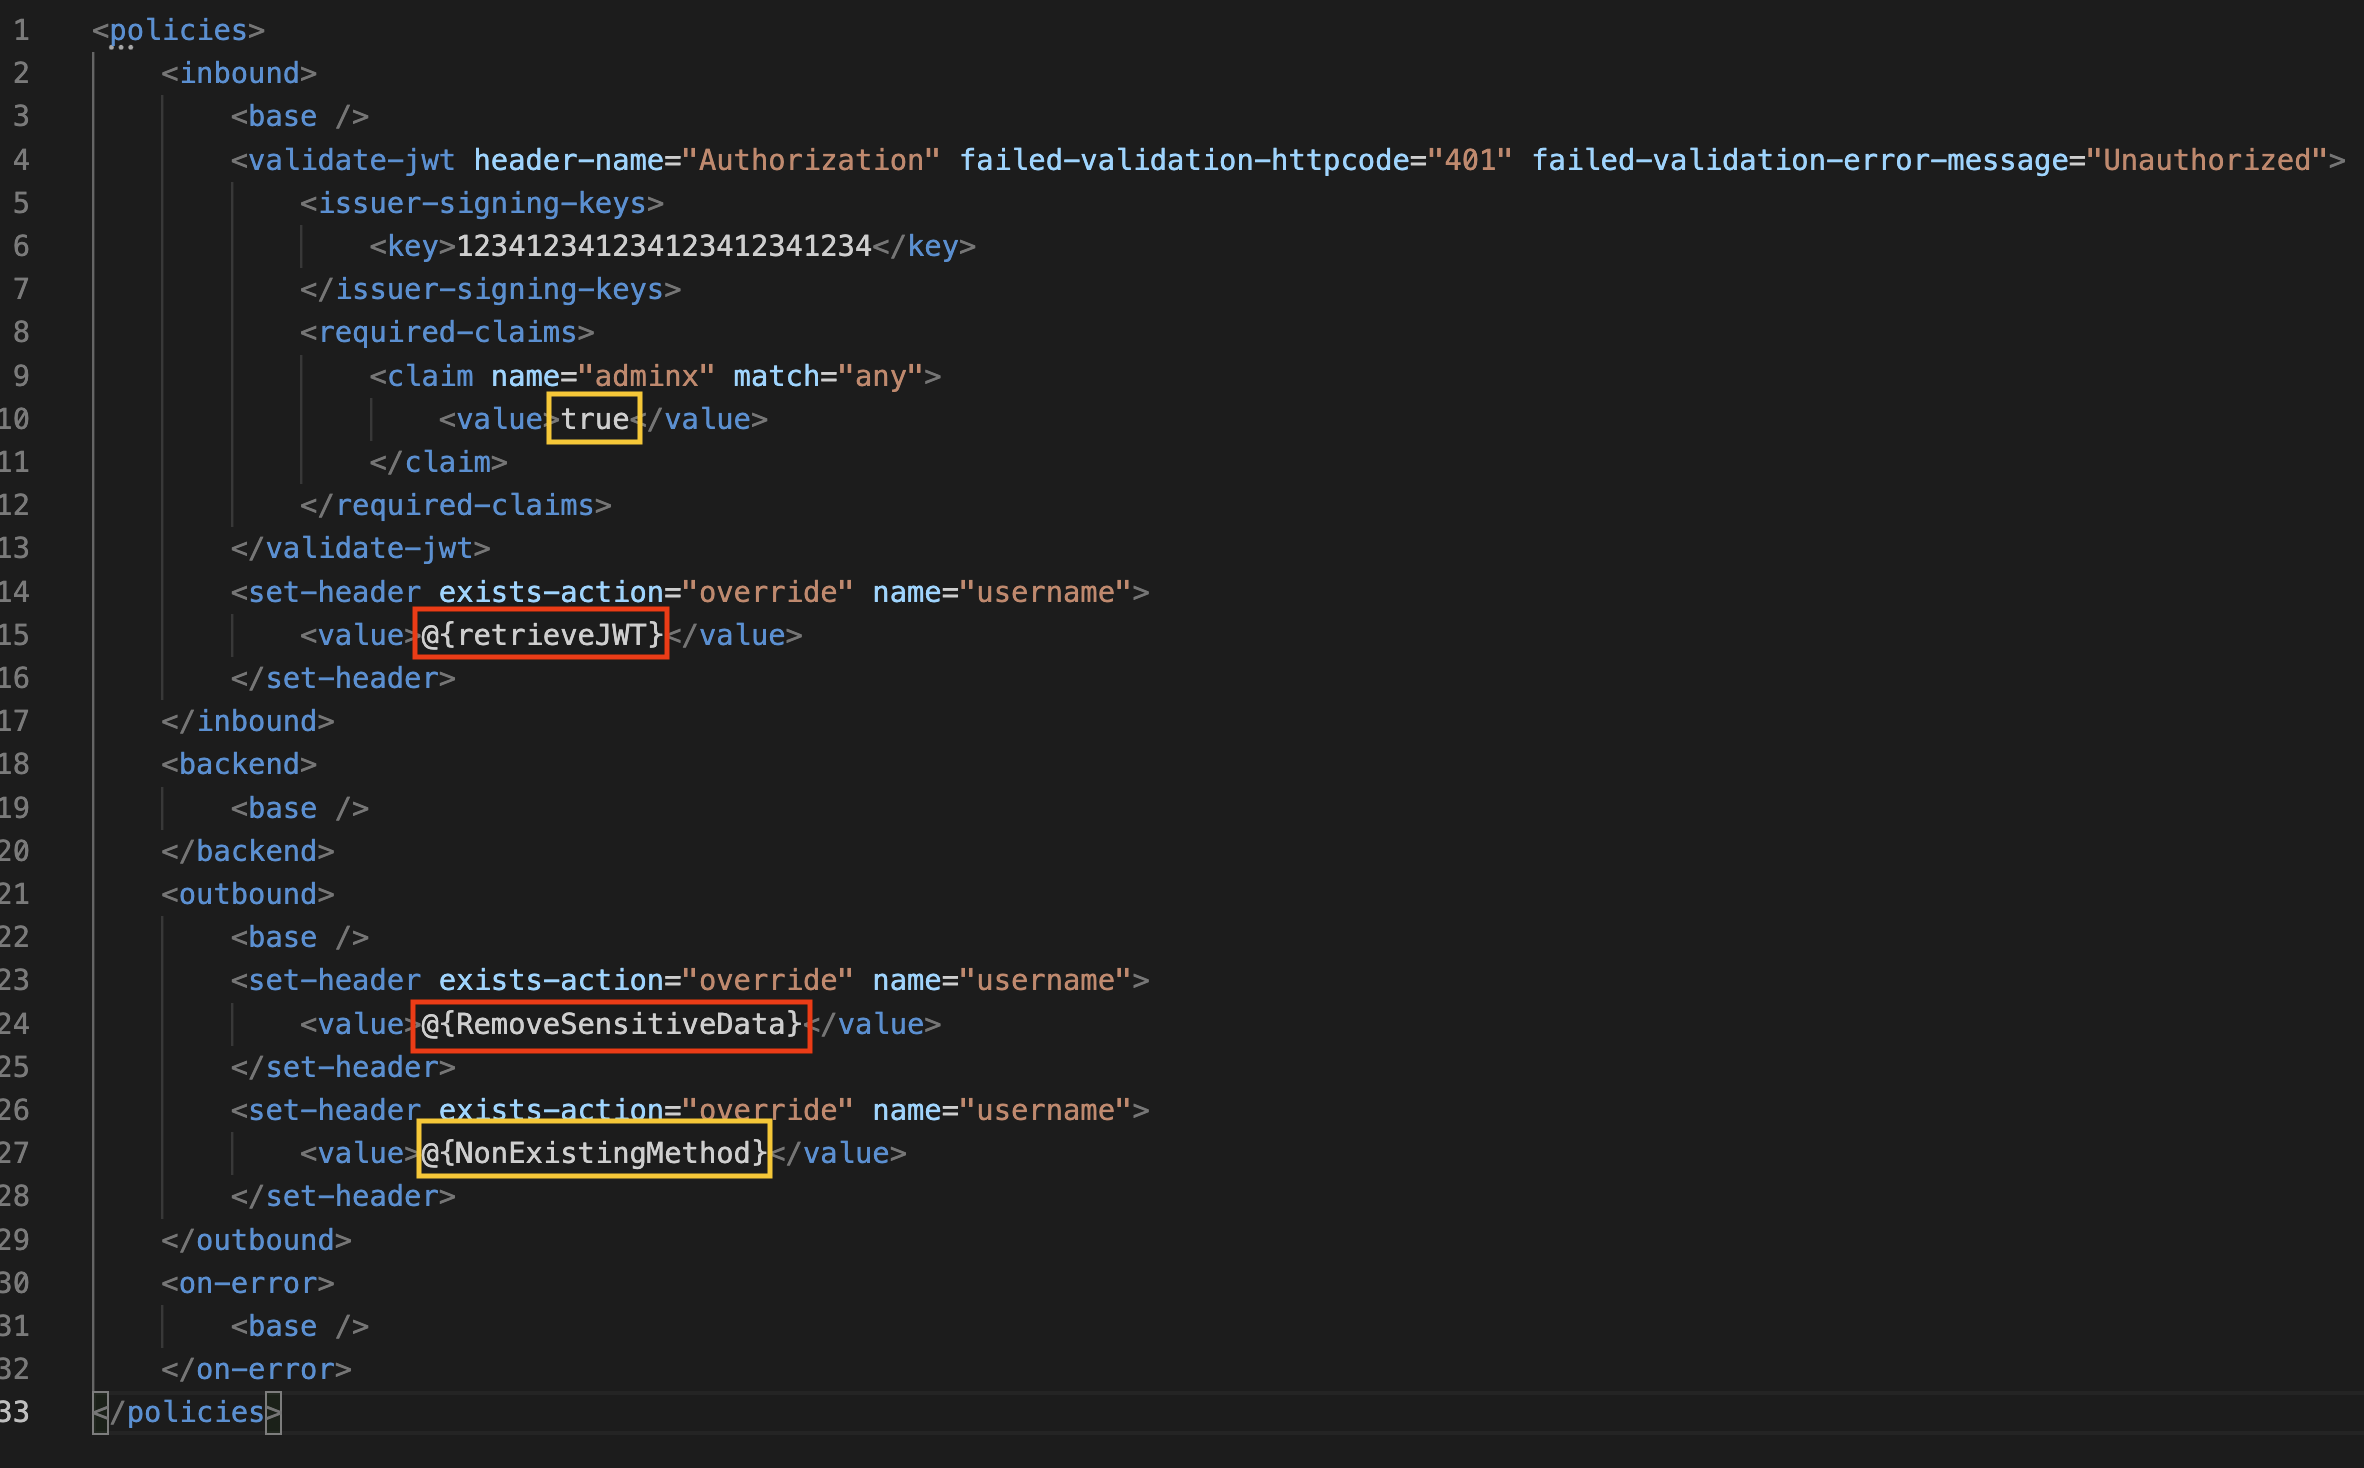 1 <policies>
2 <inbound>
3 <base />
4 <validate-jwt header-name="Authorization" failed-validation-httpcode="401" failed-validation-error-message="Unauthorized">
5 <issuer-signing-keys>
6 <key>123412341234123412341234</key>
7 </issuer-signing-keys>
8 <required-claims>
9 <claim name="adminx" match="any">
10 <value>true</value>
11 </claim>
12 </required-claims>
13 </validate-jwt>
14 <set-header exists-action="override" name="username">
15 <value>@{retrieveJWT}</value>
16 </set-header>
17 </inbound>
18 <backend>
19 <base />
20 </backend>
21 <outbound>
22 <base />
23 <set-header exists-action="override" name="username">
24 <value>@{RemoveSensitiveData}</value>
25 </set-header>
26 <set-header exists-action="override" name="username">
27 <value>@{NonExistingMethod}</value>
28 </set-header>
29 </outbound>
30 <on-error>
31 <base />
32 </on-error>
33 </policies>